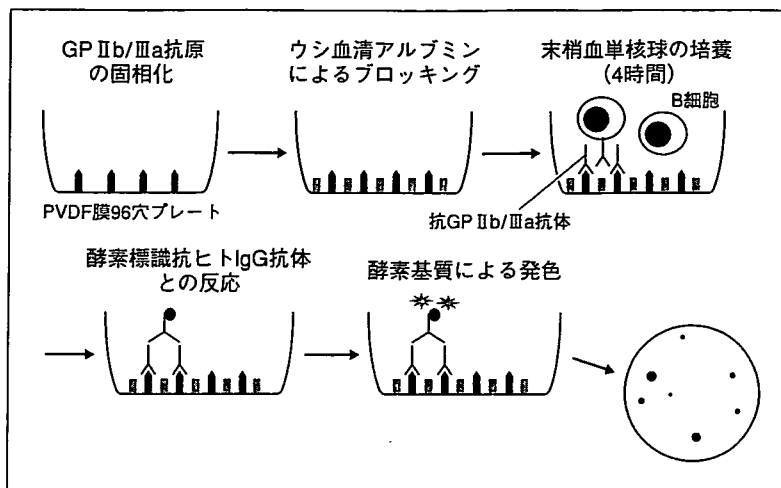 GPⅡb/Ⅲa抗原
の固相化
ウシ血清アルブミン
によるブロッキング
末梢血単核球の培養
(4時間)
B細胞
PVDF膜96穴プレート
抗GPⅡb/Ⅲa抗体
酵素標識抗ヒトIgG抗体
との反応
酵素基質による発色